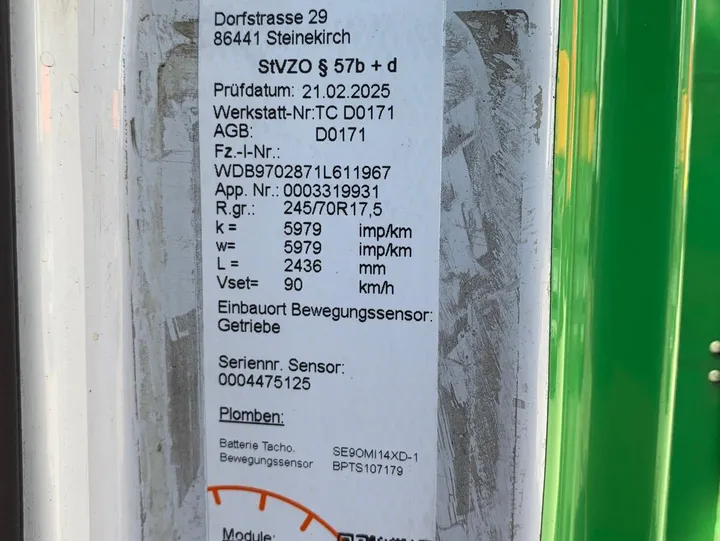 Dorfstrasse 29
86441 Steinekirch
StVZO § 57b + d
Prüfdatum: 21.02.2025
Werkstatt-Nr:TC D0171
AGB: D0171
Fz.-I-Nr.:
WDB9702871L611967
App. Nr.: 0003319931
R.gr.: 245/70R17,5
k = 5979 imp/km
w= 5979 imp/km
L = 2436 mm
Vset= 90 km/h
Einbauort Bewegungssensor:
Getriebe
Seriennr. Sensor:
0004475125
Plomben:
Batterie Tacho. SE9OMI14XD-1
Bewegungssensor BPTS107179
Module: